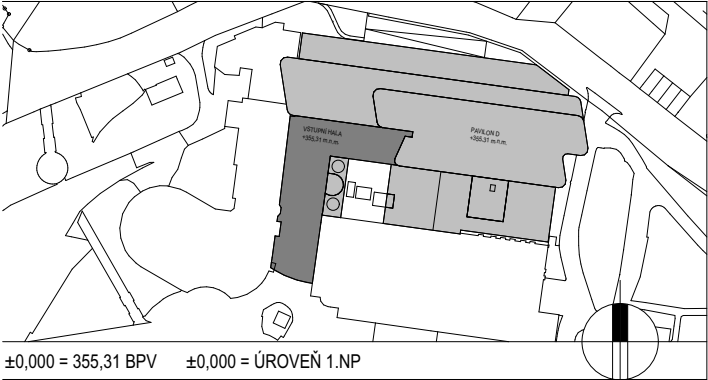 VSTUPNÍ HALA
+355.31 m.n.m.
PAVILON D
+355.31 m.n.m.
±0,000 = 355,31 BPV ±0,000 = ÚROVEŇ 1.NP